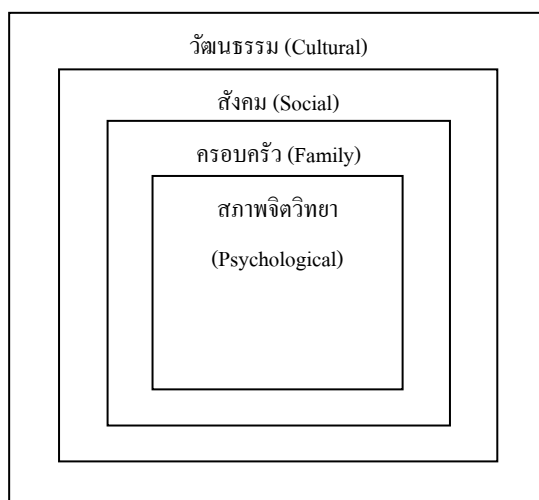 วัฒนธรรม (Cultural)
สังคม (Social)
ครอบครัว (Family)
สภาพจิตวิทยา
(Psychological)